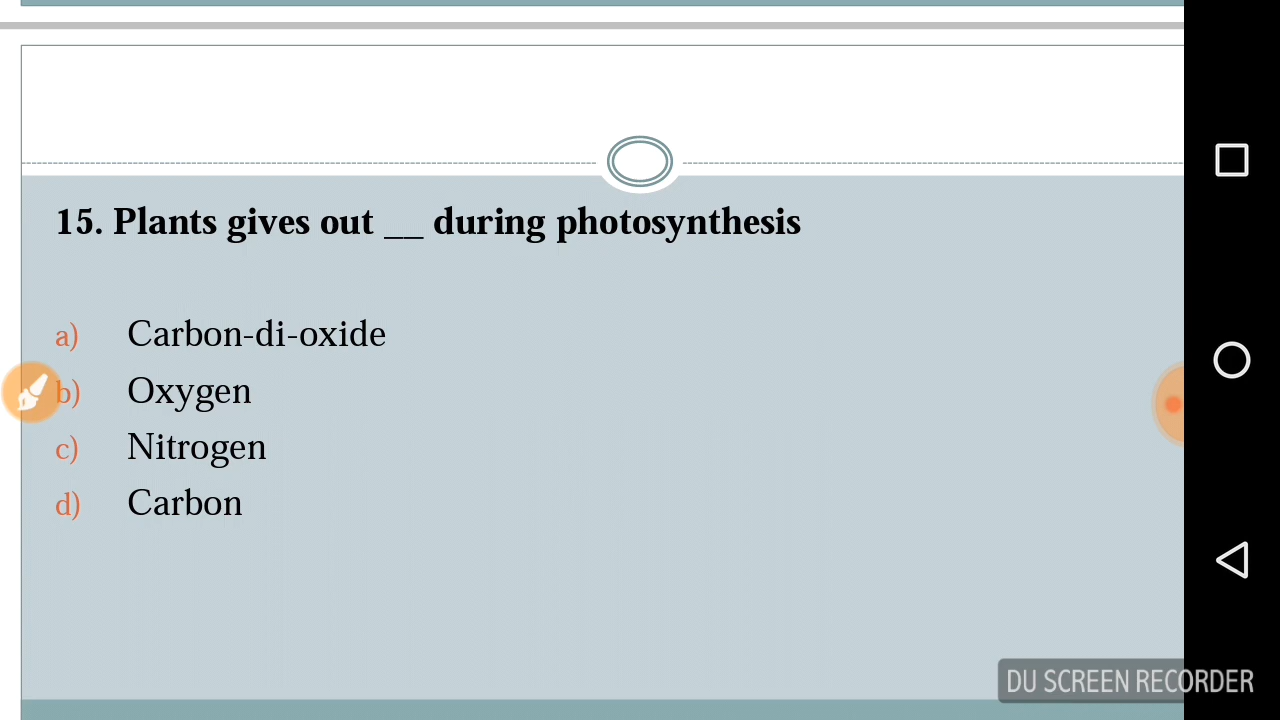 15. Plants gives out __ during photosynthesis
a) Carbon-di-oxide
b) Oxygen
c) Nitrogen
d) Carbon
DU SCREEN RECORDER